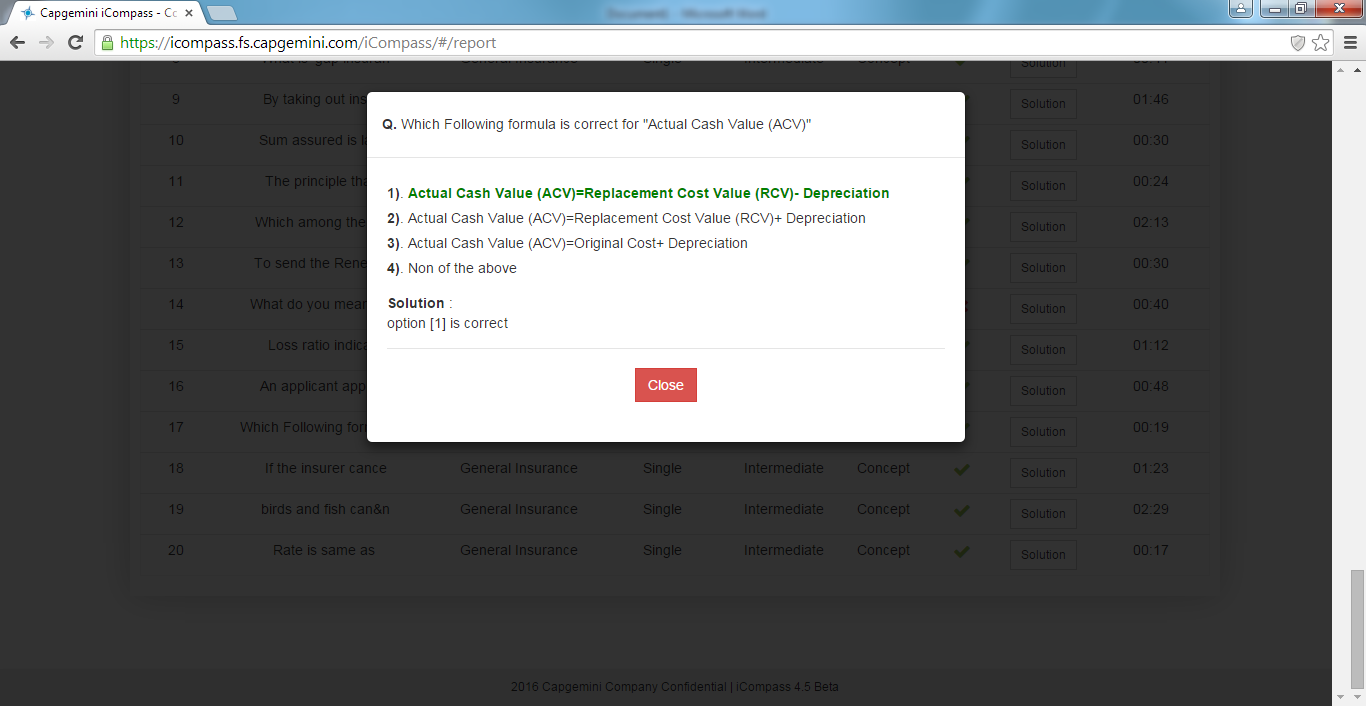 Capgemini iCompass - Cc
Document1 - Microsoft Word
https://icompass.fs.capgemini.com/iCompass/#/report
General Insurance Single Intermediate Concept Solution
9 By taking out ins Solution 01:46
Q. Which Following formula is correct for "Actual Cash Value (ACV)"
10 Sum assured is la Solution 00:30
11 The principle tha Solution 00:24
1). Actual Cash Value (ACV)=Replacement Cost Value (RCV)- Depreciation
12 Which among the Solution 02:13
2). Actual Cash Value (ACV)=Replacement Cost Value (RCV)+ Depreciation
3). Actual Cash Value (ACV)=Original Cost+ Depreciation
13 To send the Rene Solution 00:30
4). Non of the above
14 What do you mear Solution 00:40
Solution :
option [1] is correct
15 Loss ratio indica Solution 01:12
16 An applicant app Solution 00:48
Close
17 Which Following for Solution 00:19
18 If the insurer cance General Insurance Single Intermediate Concept Solution 01:23
19 birds and fish can&n General Insurance Single Intermediate Concept Solution 02:29
20 Rate is same as General Insurance Single Intermediate Concept Solution 00:17
2016 Capgemini Company Confidential | iCompass 4.5 Beta